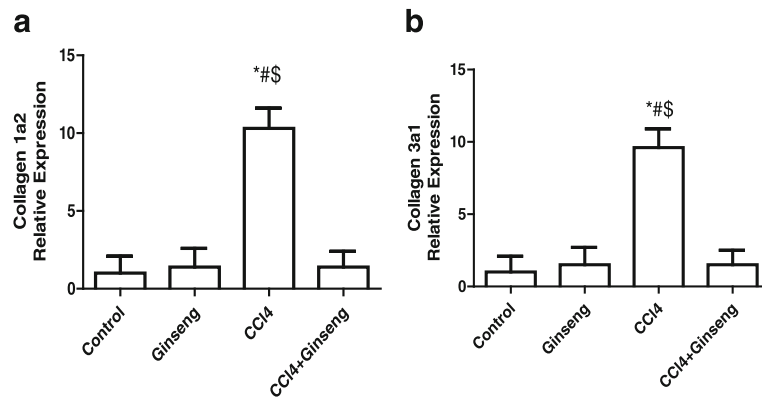 a
15
10
5
0
Collagen 1a2
Relative Expression
*#$
Control
Ginseng
CCl4
CCl4+Ginseng
b
15
10
5
0
Collagen 3a1
Relative Expression
*#$
Control
Ginseng
CCl4
CCl4+Ginseng